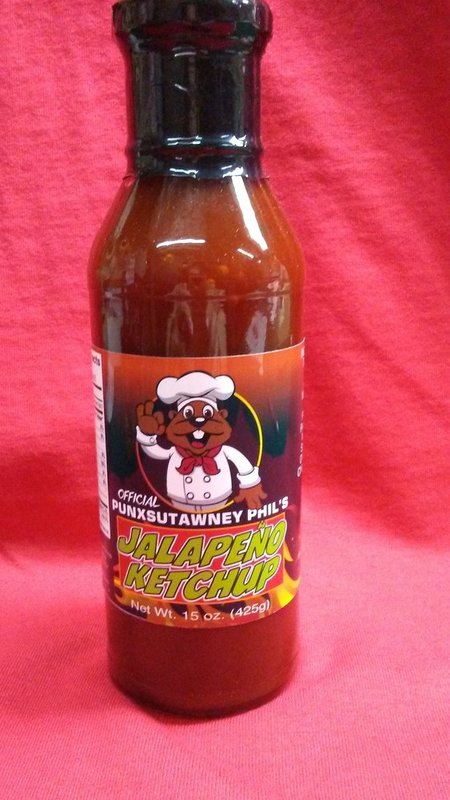 OFFICIAL
PUNXSUTAWNEY PHIL'S
JALAPEÑO
KETCHUP
Net Wt. 15 oz. (425g)